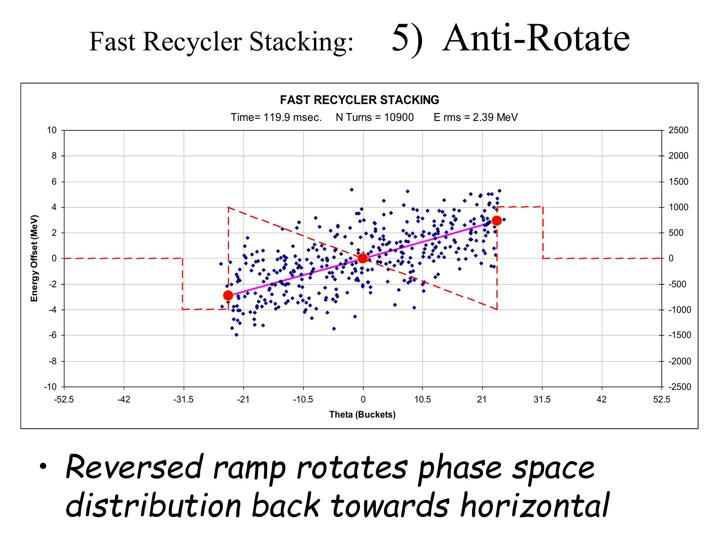 Fast Recycler Stacking: 5) Anti-Rotate
FAST RECYCLER STACKING
Time= 119.9 msec. N Turns = 10900 E rms = 2.39 MeV
10 2500
8 2000
6 1500
4 1000
2 500
0 0
-2 -500
-4 -1000
-6 -1500
-8 -2000
-10 -2500
Energy Offset (MeV)
-52.5 -42 -31.5 -21 -10.5 0 10.5 21 31.5 42 52.5
Theta (Buckets)
• Reversed ramp rotates phase space
distribution back towards horizontal